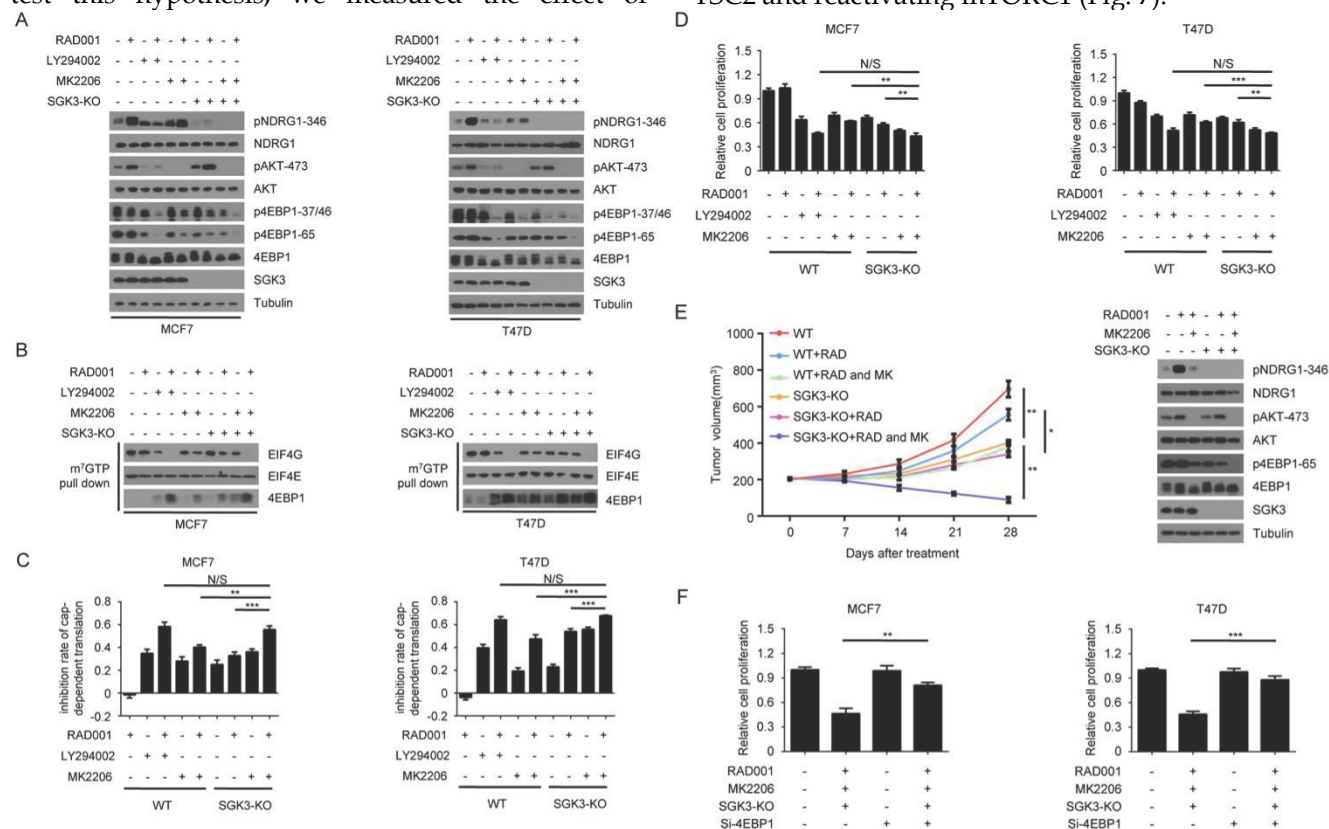 test this hypothesis, we measured the effect of
TSC2 and reactivating mTORC1 (Fig. 7).
A
RAD001 - + - + - + - + - +
LY294002 - - + + - - - - - -
MK2206 - - - - + + - - + +
SGK3-KO - - - - - - + + + +
pNDRG1-346
NDRG1
pAKT-473
AKT
p4EBP1-37/46
p4EBP1-65
4EBP1
SGK3
Tubulin
MCF7
RAD001 - + - + - + - + - +
LY294002 - - + + - - - - - -
MK2206 - - - - + + - - + +
SGK3-KO - - - - - - + + + +
pNDRG1-346
NDRG1
pAKT-473
AKT
p4EBP1-37/46
p4EBP1-65
4EBP1
SGK3
Tubulin
T47D
B
RAD001 - + - + - + - + - +
LY294002 - - + + - - - - - -
MK2206 - - - - + + - - + +
SGK3-KO - - - - - - + + + +
m⁷GTP
pull down
EIF4G
EIF4E
4EBP1
MCF7
RAD001 - + - + - + - + - +
LY294002 - - + + - - - - - -
MK2206 - - - - + + - - + +
SGK3-KO - - - - - - + + + +
m⁷GTP
pull down
EIF4G
EIF4E
4EBP1
T47D
C
MCF7
N/S
**
***
inhibition rate of cap-
dependent translation
0.8
0.6
0.4
0.2
0
-0.2
RAD001 + - + - + - + - +
LY294002 - + + - - - - - -
MK2206 - - - + + - - + +
WT SGK3-KO
T47D
N/S
***
***
inhibition rate of cap-
dependent translation
0.8
0.6
0.4
0.2
0
-0.2
RAD001 + - + - + - + - +
LY294002 - + + - - - - - -
MK2206 - - - + + - - + +
WT SGK3-KO
D
MCF7
N/S
**
**
Relative cell proliferation
1.5
1.2
0.9
0.6
0.3
0
RAD001 - + - + - + - + - +
LY294002 - - + + - - - - - -
MK2206 - - - - + + - - + +
WT SGK3-KO
T47D
N/S
***
**
Relative cell proliferation
1.5
1.2
0.9
0.6
0.3
0
RAD001 - + - + - + - + - +
LY294002 - - + + - - - - - -
MK2206 - - - - + + - - + +
WT SGK3-KO
E
Tumor volume(mm³)
1000
800
600
400
200
0
WT
WT+RAD
WT+RAD and MK
SGK3-KO
SGK3-KO+RAD
SGK3-KO+RAD and MK
**
*
**
0 7 14 21 28
Days after treatment
RAD001 - + + - + +
MK2206 - - + - - +
SGK3-KO - - - + + +
pNDRG1-346
NDRG1
pAKT-473
AKT
p4EBP1-65
4EBP1
SGK3
Tubulin
F
MCF7
**
Relative cell proliferation
1.5
1.2
0.9
0.6
0.3
0
RAD001 - + - +
MK2206 - + - +
SGK3-KO - + - +
Si-4EBP1 - - + +
T47D
***
Relative cell proliferation
1.5
1.2
0.9
0.6
0.3
0
RAD001 - + - +
MK2206 - + - +
SGK3-KO - + - +
Si-4EBP1 - - + +